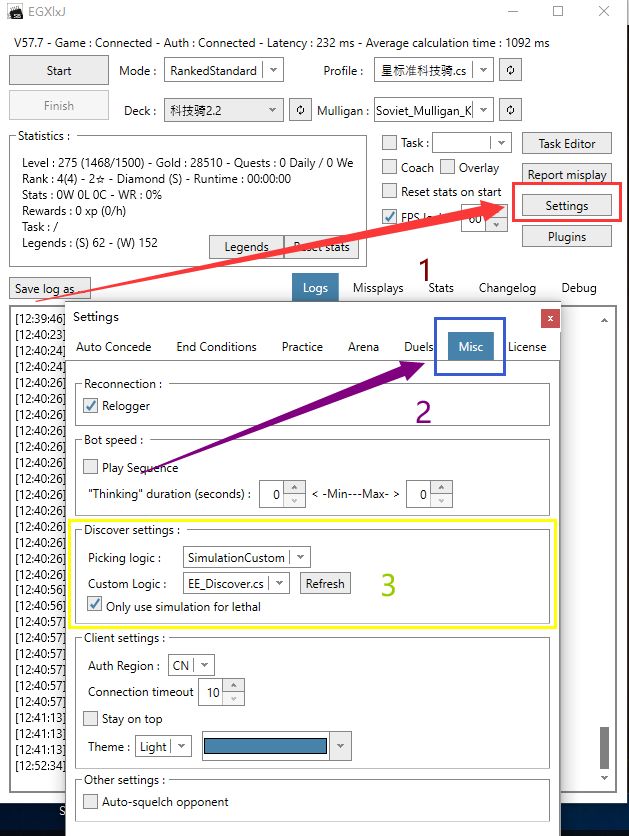 EGXlxJ
V57.7 - Game : Connected - Auth : Connected - Latency : 232 ms - Average calculation time : 1092 ms
Start Mode : RankedStandard Profile : 星标准科技骑.cs
Finish Deck : 科技骑2.2 Mulligan : Soviet_Mulligan_K
Statistics :
Level : 275 (1468/1500) - Gold : 28510 - Quests : 0 Daily / 0 We
Rank : 4(4) - 2☆ - Diamond (S) - Runtime : 00:00:00
Stats : 0W 0L 0C - WR : 0%
Rewards : 0 xp (0/h)
Task : /
Legends : (S) 62 - (W) 152
Legends Reset stats
Task : Task Editor
Coach Overlay Report misplay
Reset stats on start Settings
FPS 60
Plugins
1
Save log as ... Logs Missplays Stats Changelog Debug
[12:39:46]
[12:40:23]
[12:40:24]
[12:40:24]
[12:40:26]
[12:40:26]
[12:40:26]
[12:40:26]
[12:40:26]
[12:40:26]
[12:40:26]
[12:40:26]
[12:40:26]
[12:40:26]
[12:40:26]
[12:40:26]
[12:40:26]
[12:40:56]
[12:40:56]
[12:40:57]
[12:40:57]
[12:40:57]
[12:40:57]
[12:40:57]
[12:40:57]
[12:41:13]
[12:41:13]
[12:41:13]
[12:52:34]
Settings x
Auto Concede End Conditions Practice Arena Duels Misc License
Reconnection :
Relogger
2
Bot speed :
Play Sequence
"Thinking" duration (seconds) : 0 < -Min---Max- > 0
Discover settings :
Picking logic : SimulationCustom
Custom Logic : EE_Discover.cs Refresh
3
Only use simulation for lethal
Client settings :
Auth Region : CN
Connection timeout 10
Stay on top
Theme : Light
Other settings :
Auto-squelch opponent
S